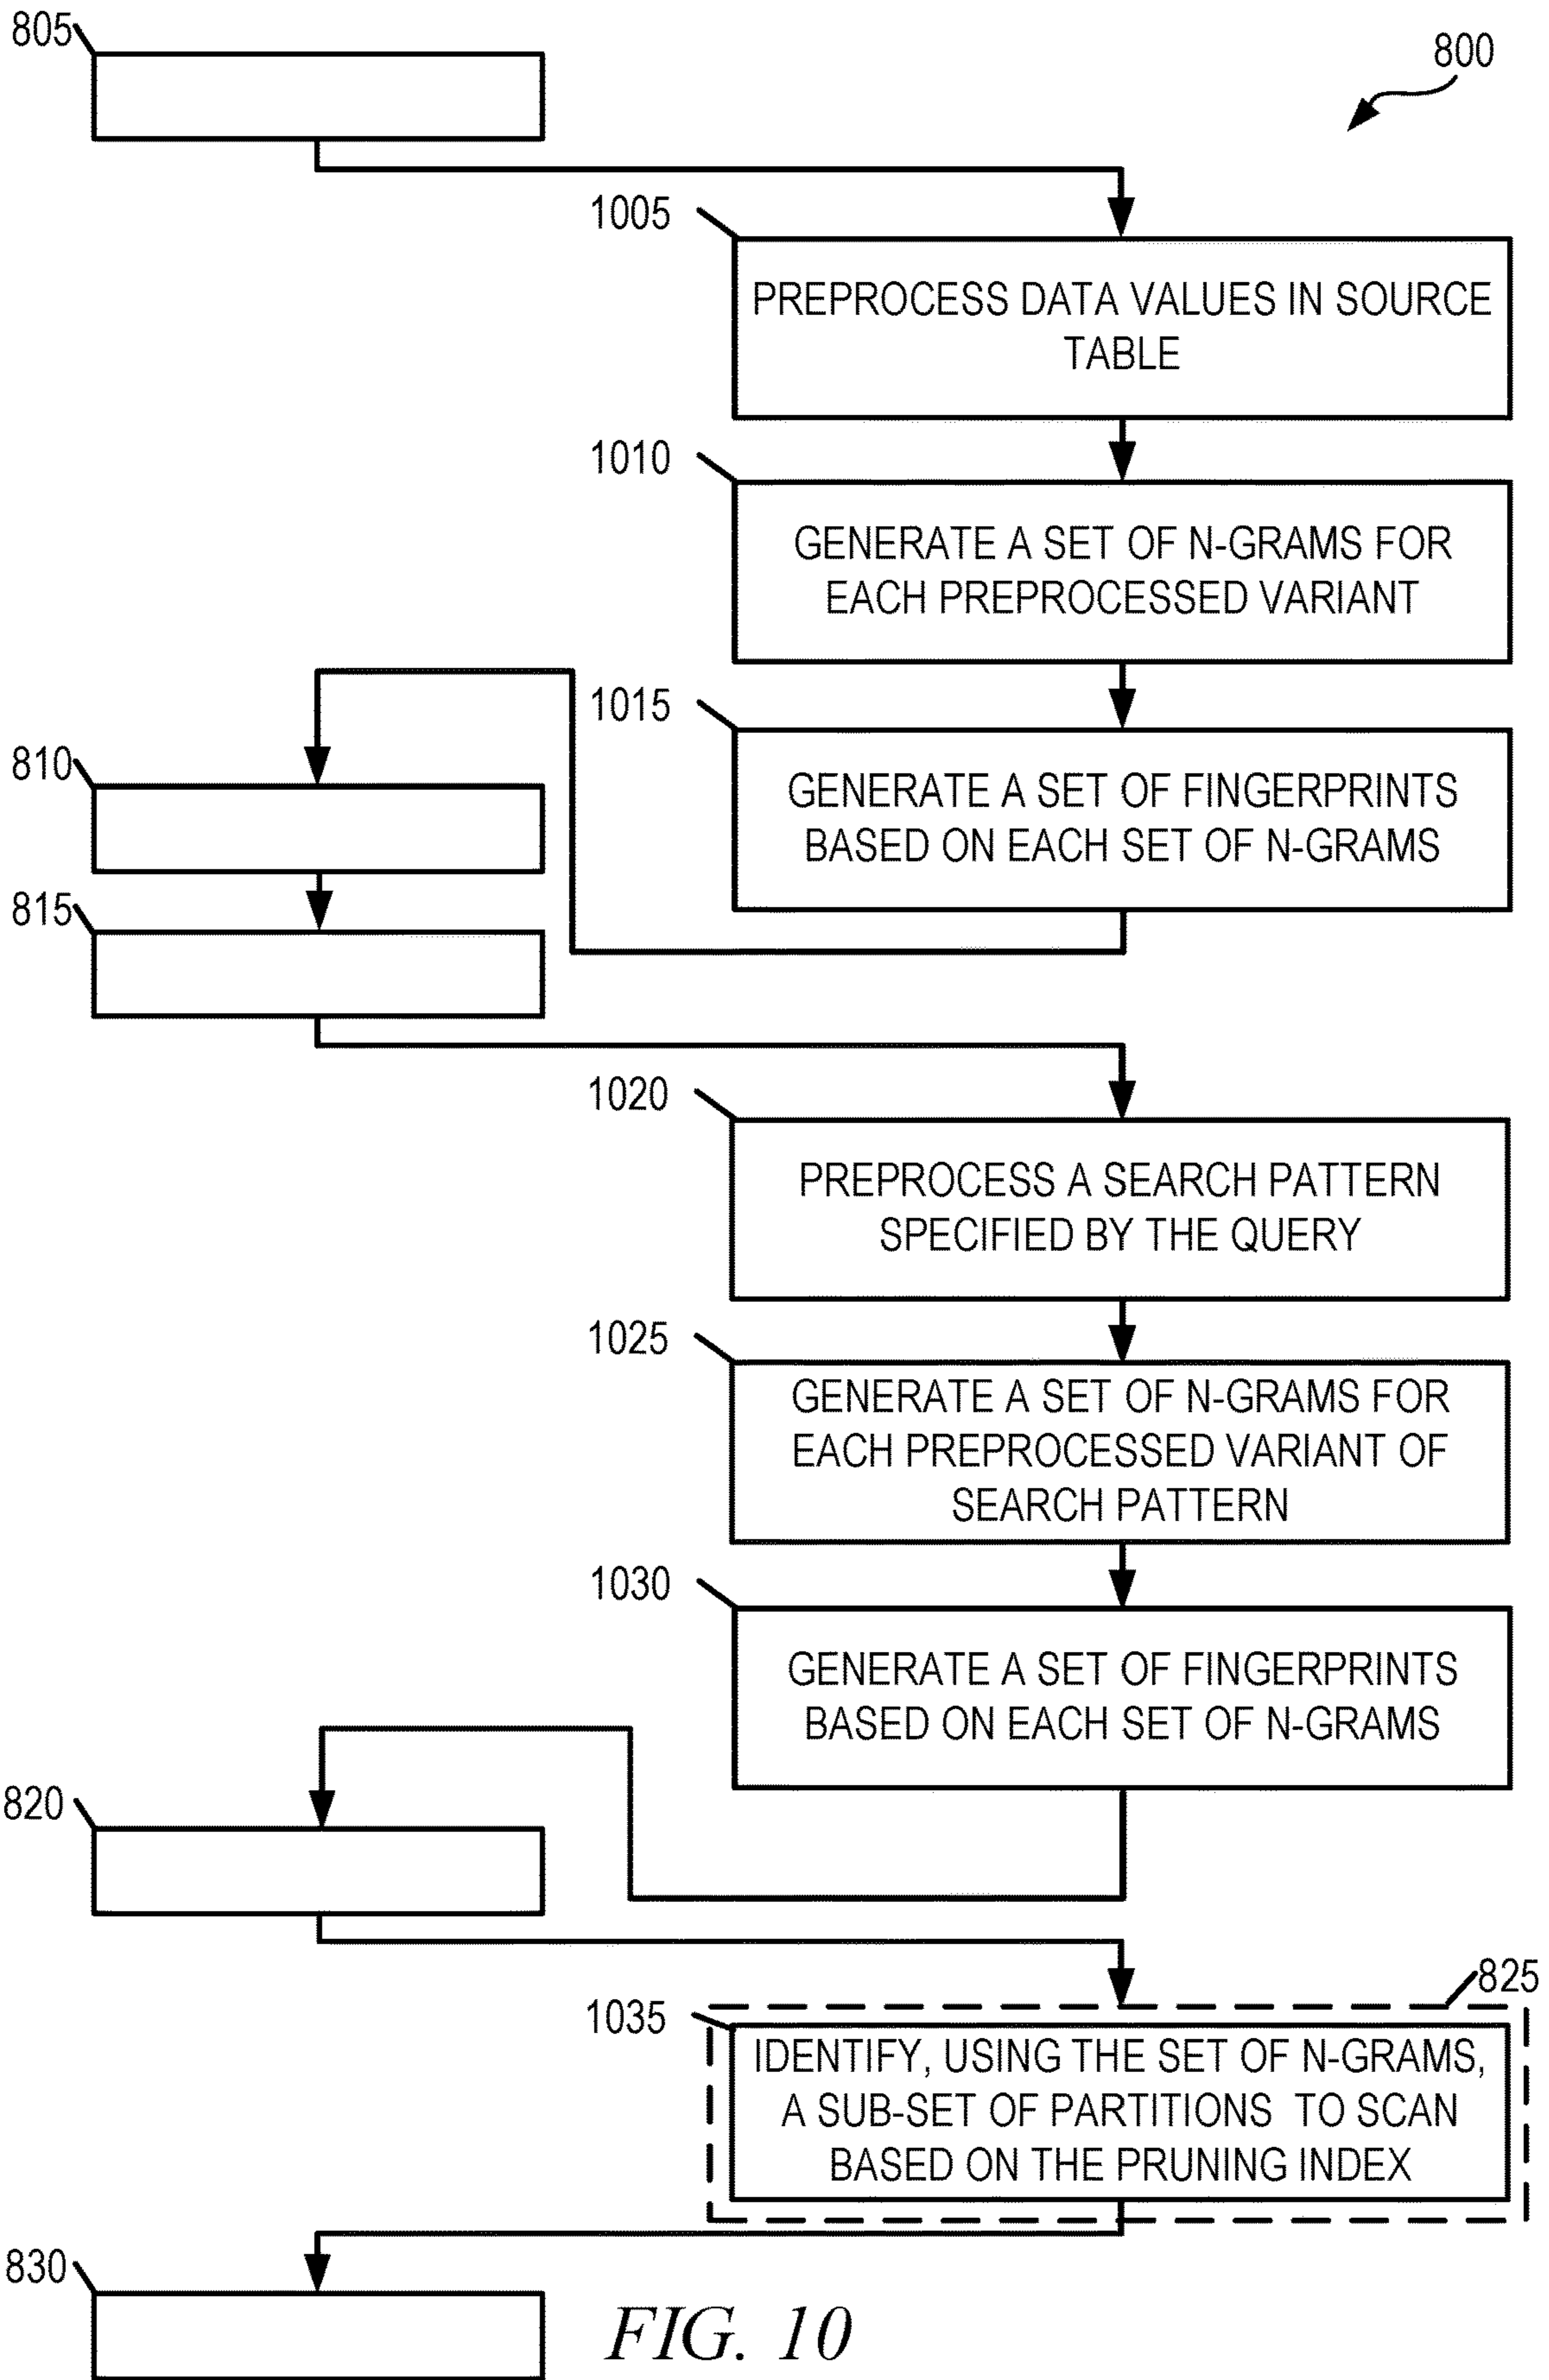 805
800
1005
PREPROCESS DATA VALUES IN SOURCE
TABLE
1010
GENERATE A SET OF N-GRAMS FOR
EACH PREPROCESSED VARIANT
1015
GENERATE A SET OF FINGERPRINTS
BASED ON EACH SET OF N-GRAMS
810
815
1020
PREPROCESS A SEARCH PATTERN
SPECIFIED BY THE QUERY
1025
GENERATE A SET OF N-GRAMS FOR
EACH PREPROCESSED VARIANT OF
SEARCH PATTERN
1030
GENERATE A SET OF FINGERPRINTS
BASED ON EACH SET OF N-GRAMS
820
825
1035
IDENTIFY, USING THE SET OF N-GRAMS,
A SUB-SET OF PARTITIONS TO SCAN
BASED ON THE PRUNING INDEX
830
FIG. 10